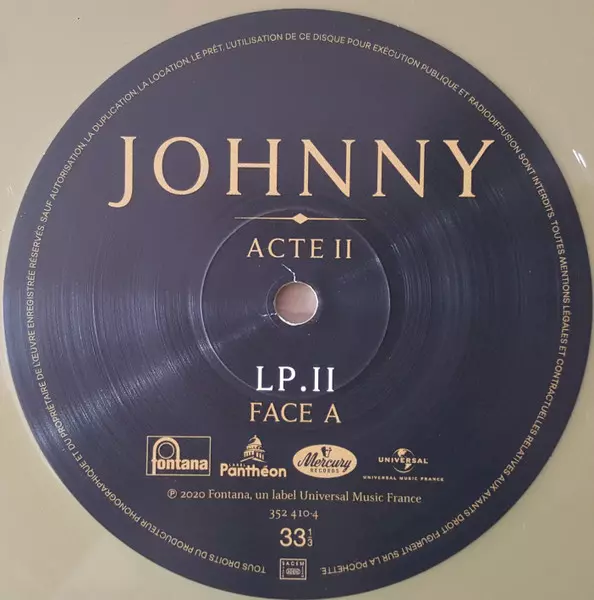 JOHNNY
ACTE II
LP.II
FACE A
fontana
LABEL Panthéon
Mercury RECORDS
UNIVERSAL
UNIVERSAL MUSIC FRANCE
℗ 2020 Fontana, un label Universal Music France
352 410-4
33 1/3
SACEM
TOUS DROITS DU PRODUCTEUR PHONOGRAPHIQUE ET DU PROPRIÉTAIRE DE L'ŒUVRE ENREGISTRÉE RÉSERVÉS. SAUF AUTORISATION, LA DUPLICATION, LA LOCATION, LE PRÊT, L'UTILISATION DE CE DISQUE POUR EXÉCUTION PUBLIQUE ET RADIODIFFUSION SONT INTERDITS. TOUTES MENTIONS LÉGALES ET CONTRACTUELLES RELATIVES AUX AYANTS DROIT FIGURENT SUR LA POCHETTE.